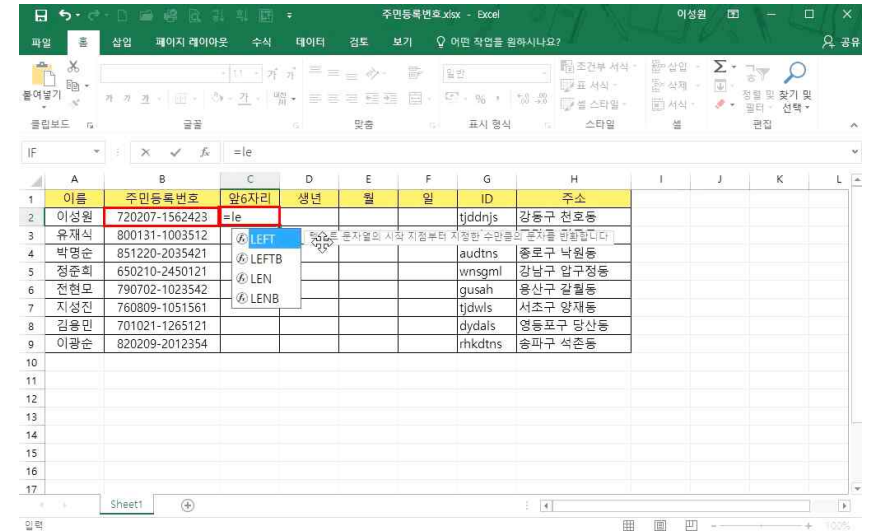 주민등록번호.xlsx - Excel
이성원
파일 홈 삽입 페이지 레이아웃 수식 데이터 검토 보기 어떤 작업을 원하시나요? 공유
붙여넣기
가 가 가
11
일반
% ,
조건부 서식
표 서식
셀 스타일
삽입
삭제
서식
정렬 및 필터
찾기 및 선택
클립보드 글꼴 맞춤 표시 형식 스타일 셀 편집
IF fx =le
A B C D E F G H I J K L
1 이름 주민등록번호 앞6자리 생년 월 일 ID 주소
2 이성원 720207-1562423 =le tjddnjs 강동구 천호동
3 유재식 800131-1003512
LEFT 텍스트 문자열의 시작 지점부터 지정한 수만큼의 문자를 반환합니다
4 박명순 851220-2035421 LEFTB audtns 종로구 낙원동
5 정준희 650210-2450121 LEN wnsgml 강남구 압구정동
6 전현모 790702-1023542 LENB gusah 용산구 갈월동
7 지성진 760809-1051561 tjdwls 서초구 양재동
8 김용민 701021-1265121 dydals 영등포구 당산동
9 이광순 820209-2012354 rhkdtns 송파구 석촌동
10
11
12
13
14
15
16
17
Sheet1
입력 100%